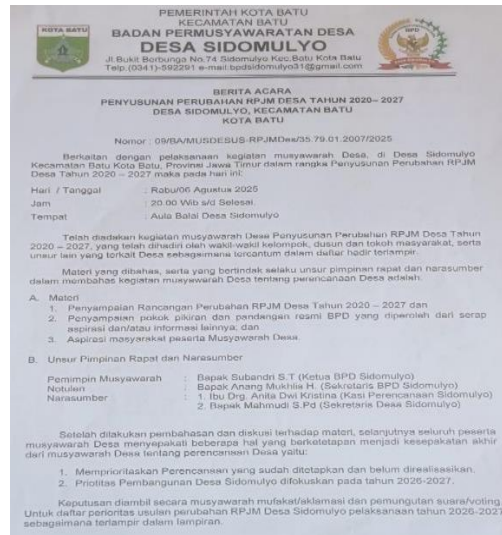 PEMERINTAH KOTA BATU
KECAMATAN BATU
BADAN PERMUSYAWARATAN DESA
DESA SIDOMULYO
Jl.Bukit Berbunga No.74 Sidomulyo Kec.Batu Kota Batu
Telp.(0341)-592291 e-mail:bpdsidomulyo31@gmail.com
KOTA BATU
BPD
BERITA ACARA
PENYUSUNAN PERUBAHAN RPJM DESA TAHUN 2020– 2027
DESA SIDOMULYO, KECAMATAN BATU
KOTA BATU
Nomor : 09/BA/MUSDESUS-RPJMDes/35.79.01.2007/2025
Berkaitan dengan pelaksanaan kegiatan musyawarah Desa, di Desa Sidomulyo
Kecamatan Batu Kota Batu, Provinsi Jawa Timur dalam rangka Penyusunan Perubahan RPJM
Desa Tahun 2020 – 2027 maka pada hari ini:
Hari / Tanggal : Rabu/06 Agustus 2025
Jam : 20.00 Wib s/d Selesai.
Tempat : Aula Balai Desa Sidomulyo
Telah diadakan kegiatan musyawarah Desa Penyusunan Perubahan RPJM Desa Tahun
2020 – 2027, yang telah dihadiri oleh wakil-wakil kelompok, dusun dan tokoh masyarakat, serta
unsur lain yang terkait Desa sebagaimana tercantum dalam daftar hadir terlampir.
Materi yang dibahas, serta yang bertindak selaku unsur pimpinan rapat dan narasumber
dalam membahas kegiatan musyawarah Desa tentang perencanaan Desa adalah:
A. Materi
1. Penyampaian Rancangan Perubahan RPJM Desa Tahun 2020 – 2027 dan
2. Penyampaian pokok pikiran dan pandangan resmi BPD yang diperoleh dari serap
aspirasi dan/atau informasi lainnya, dan
3. Aspirasi masyarakat peserta Musyawarah Desa.
B. Unsur Pimpinan Rapat dan Narasumber
Pemimpin Musyawarah : Bapak Subandri S.T (Ketua BPD Sidomulyo)
Notulen : Bapak Anang Mukhlis H. (Sekretaris BPD Sidomulyo)
Narasumber : 1. Ibu Drg. Anita Dwi Kristina (Kasi Perencanaan Sidomulyo)
2. Bapak Mahmudi S.Pd (Sekretaris Desa Sidomulyo)
Setelah dilakukan pembahasan dan diskusi terhadap materi, selanjutnya seluruh peserta
musyawarah Desa menyepakati beberapa hal yang berketetapan menjadi kesepakatan akhir
dari musyawarah Desa tentang perencanaan Desa yaitu:
1. Memprioritaskan Perencanaan yang sudah ditetapkan dan belum direalisasikan.
2. Priotitas Pembangunan Desa Sidomulyo difokuskan pada tahun 2026-2027.
Keputusan diambil secara musyawarah mufakat/aklamasi dan pemungutan suara/voting.
Untuk daftar perioritas usulan perubahan RPJM Desa Sidomulyo pelaksanaan tahun 2026-2027
sebagaimana terlampir dalam lampiran.